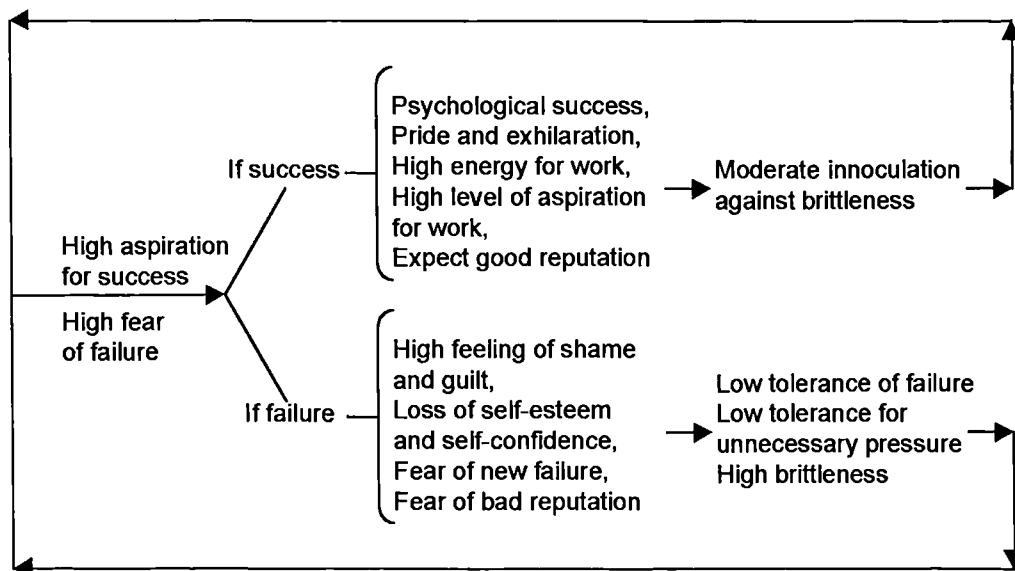 High aspiration
for success
High fear
of failure
If success
Psychological success,
Pride and exhilaration,
High energy for work,
High level of aspiration
for work,
Expect good reputation
Moderate innoculation
against brittleness
If failure
High feeling of shame
and guilt,
Loss of self-esteem
and self-confidence,
Fear of new failure,
Fear of bad reputation
Low tolerance of failure
Low tolerance for
unnecessary pressure
High brittleness